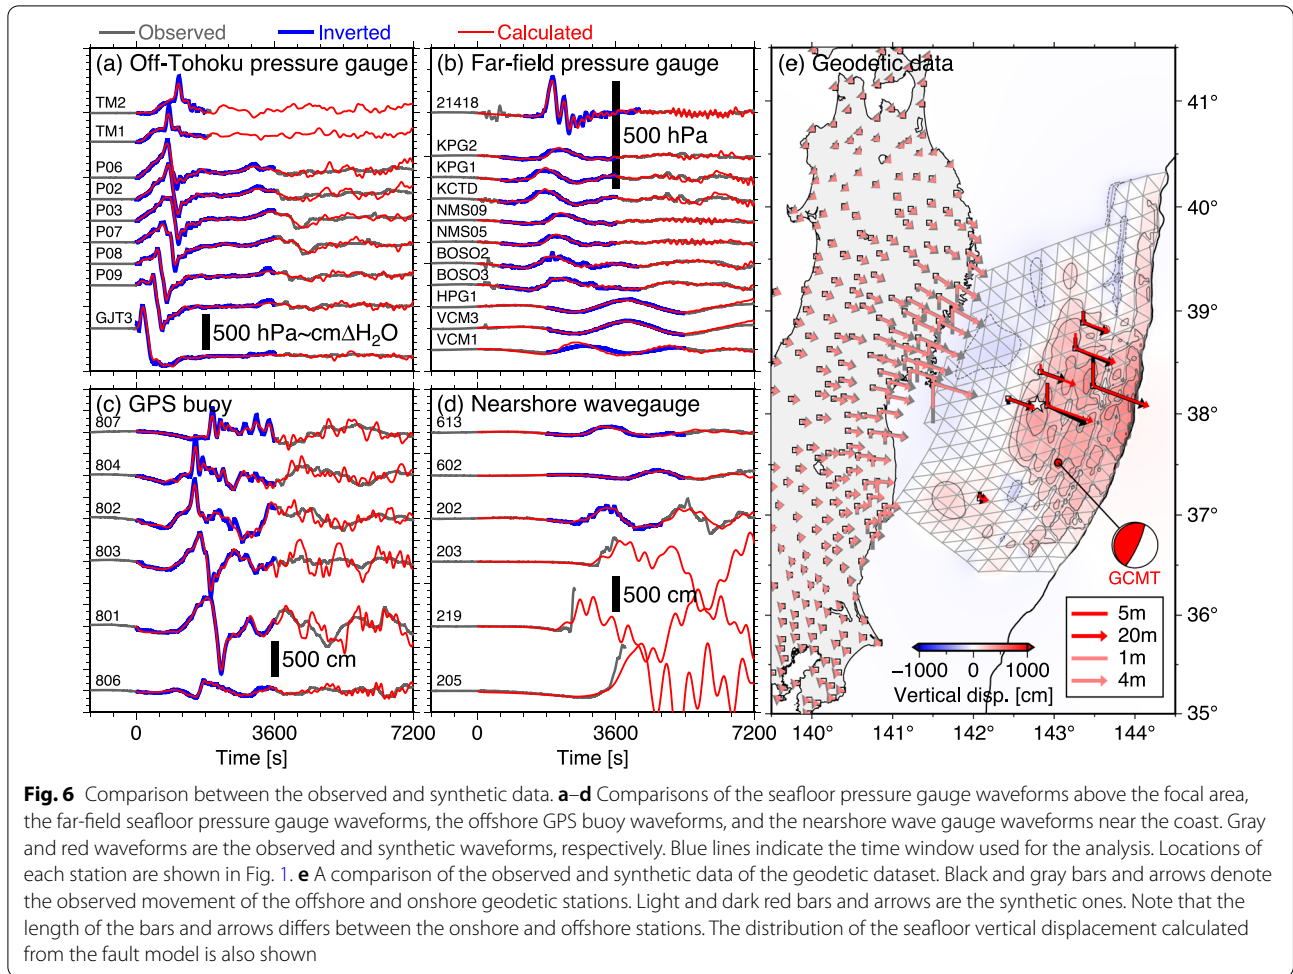 Observed Inverted Calculated
(a) Off-Tohoku pressure gauge
TM2
TM1
P06
P02
P03
P07
P08
P09
GJT3
500 hPa~cmΔH₂O
(b) Far-field pressure gauge
21418
500 hPa
KPG2
KPG1
KCTD
NMS09
NMS05
BOSO2
BOSO3
HPG1
VCM3
VCM1
(c) GPS buoy
807
804
802
803
801
500 cm
806
0 3600 7200
Time [s]
(d) Nearshore wavegauge
613
602
202
203
500 cm
219
205
0 3600 7200
Time [s]
(e) Geodetic data
41°
40°
39°
38°
37°
36°
35°
GCMT
5m
20m
1m
4m
−1000 0 1000
Vertical disp. [cm]
140° 141° 142° 143° 144°
Fig. 6 Comparison between the observed and synthetic data. a–d Comparisons of the seafloor pressure gauge waveforms above the focal area,
the far-field seafloor pressure gauge waveforms, the offshore GPS buoy waveforms, and the nearshore wave gauge waveforms near the coast. Gray
and red waveforms are the observed and synthetic waveforms, respectively. Blue lines indicate the time window used for the analysis. Locations of
each station are shown in Fig. 1. e A comparison of the observed and synthetic data of the geodetic dataset. Black and gray bars and arrows denote
the observed movement of the offshore and onshore geodetic stations. Light and dark red bars and arrows are the synthetic ones. Note that the
length of the bars and arrows differs between the onshore and offshore stations. The distribution of the seafloor vertical displacement calculated
from the fault model is also shown